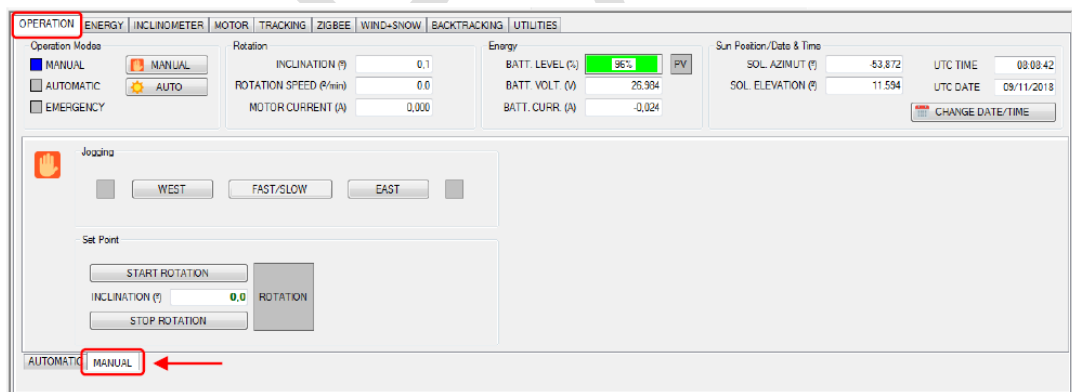 OPERATION ENERGY INCLINOMETER MOTOR TRACKING ZIGBEE WIND+SNOW BACKTRACKING UTILITIES
Operation Modes
MANUAL MANUAL
AUTOMATIC AUTO
EMERGENCY
Rotation
INCLINATION (º) 0,1
ROTATION SPEED (º/min) 0,0
MOTOR CURRENT (A) 0,000
Energy
BATT. LEVEL (%) 96% PV
BATT. VOLT. (V) 26,984
BATT. CURR. (A) -0,024
Sun Position/Date & Time
SOL. AZIMUT (º) -53,872 UTC TIME 08:08:42
SOL. ELEVATION (º) 11,594 UTC DATE 09/11/2018
CHANGE DATE/TIME
Jogging
WEST FAST/SLOW EAST
Set Point
START ROTATION
INCLINATION (º) 0,0 ROTATION
STOP ROTATION
AUTOMATIC MANUAL